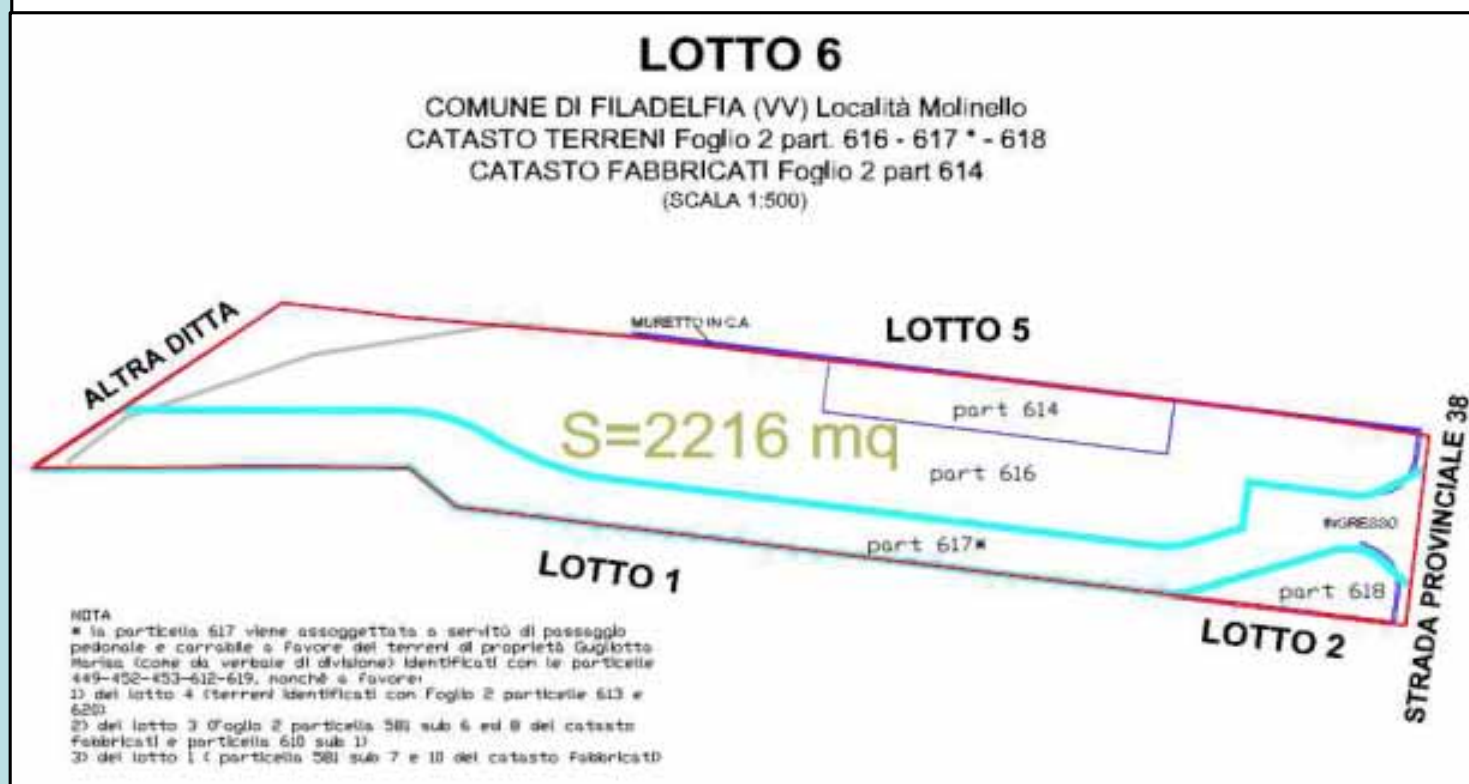 LOTTO 6
COMUNE DI FILADELFIA (VV) Località Molinello
CATASTO TERRENI Foglio 2 part. 616 - 617 * - 618
CATASTO FABBRICATI Foglio 2 part 614
(SCALA 1:500)
ALTRA DITTA
MURETTO IN C.A
LOTTO 5
part 614
S=2216 mq
part 616
INGRESSO
part 617*
LOTTO 1
part 618
LOTTO 2
STRADA PROVINCIALE 38
NOTA
* la particella 617 viene assoggettata a servitù di passaggio
pedonale e carrabile a favore dei terreni di proprietà Gugliotta
Marisa (come da verbale di divisione) identificati con le particelle
449-452-453-612-619, nonchè a favore:
1) del lotto 4 (terreni identificati con Foglio 2 particelle 613 e
620)
2) del lotto 3 (Foglio 2 particella 581 sub 6 ed 8 del catasto
fabbricati e particella 610 sub 1)
3) del lotto 1 ( particella 581 sub 7 e 10 del catasto fabbricati)